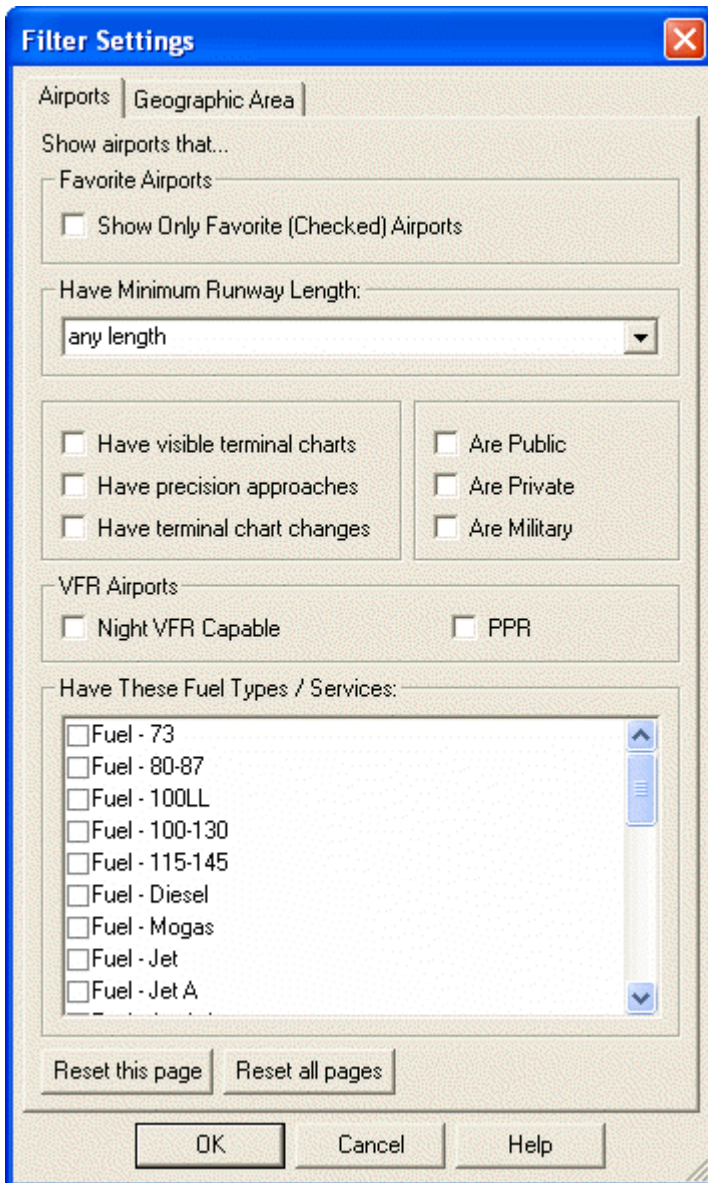 Filter Settings
Airports
Geographic Area
Show airports that...
Favorite Airports
Show Only Favorite (Checked) Airports
Have Minimum Runway Length:
any length
Have visible terminal charts
Have precision approaches
Have terminal chart changes
Are Public
Are Private
Are Military
VFR Airports
Night VFR Capable
PPR
Have These Fuel Types / Services:
Fuel - 73
Fuel - 80-87
Fuel - 100LL
Fuel - 100-130
Fuel - 115-145
Fuel - Diesel
Fuel - Mogas
Fuel - Jet
Fuel - Jet A
Reset this page
Reset all pages
OK
Cancel
Help